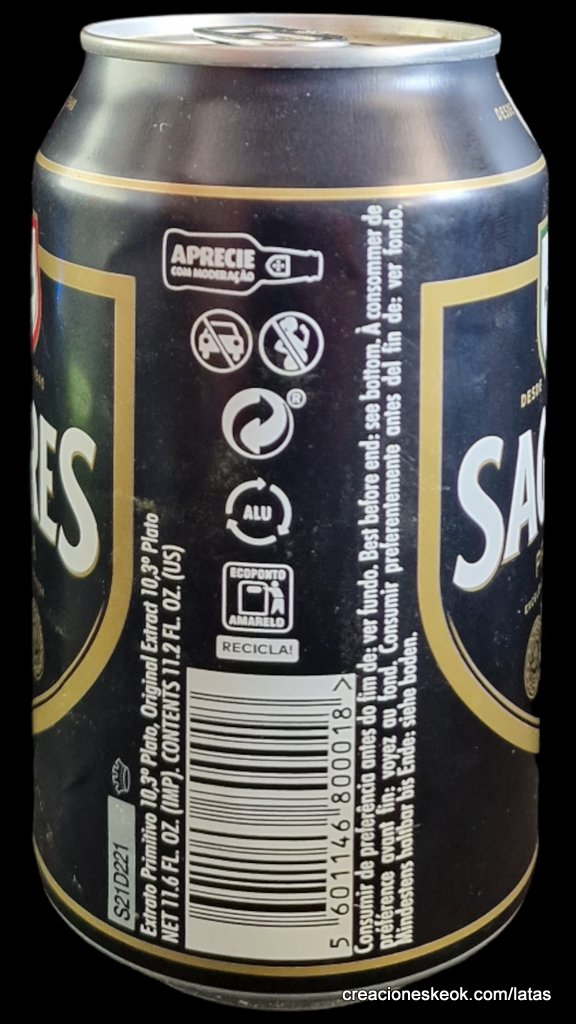 DESDE
APRECIE
COM MODERAÇÃO
®
ALU
ECOPONTO
AMARELO
RECICLA!
RES
1940
DESDE
SAG
S21D221
Extrato Primitivo 10,3º Plato, Original Extract 10,3º Plato
NET 11.6 FL. OZ. (IMP). CONTENTS 11.2 FL. OZ. (US)
5 601146 800018 >
Consumir de preferência antes do fim de: ver fundo. Best before end: see bottom. À consommer de
préférence avant fin: voyez au fond. Consumir preferentemente antes del fin de: ver fondo.
Mindestens haltbar bis Ende: siehe boden.
creacioneskeok.com/latas